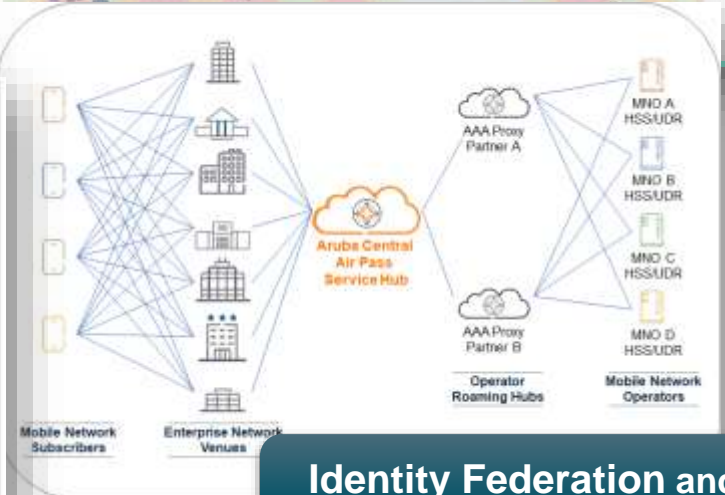 MNO A
HSS/UDR
AAA Proxy
Partner A
MNO B
HSS/UDR
Aruba Central
Air Pass
Service Hub
MNO C
HSS/UDR
AAA Proxy
Partner B
MNO D
HSS/UDR
Mobile Network
Subscribers
Enterprise Network
Venues
Operator
Roaming Hubs
Mobile Network
Operators
Identity Federation and